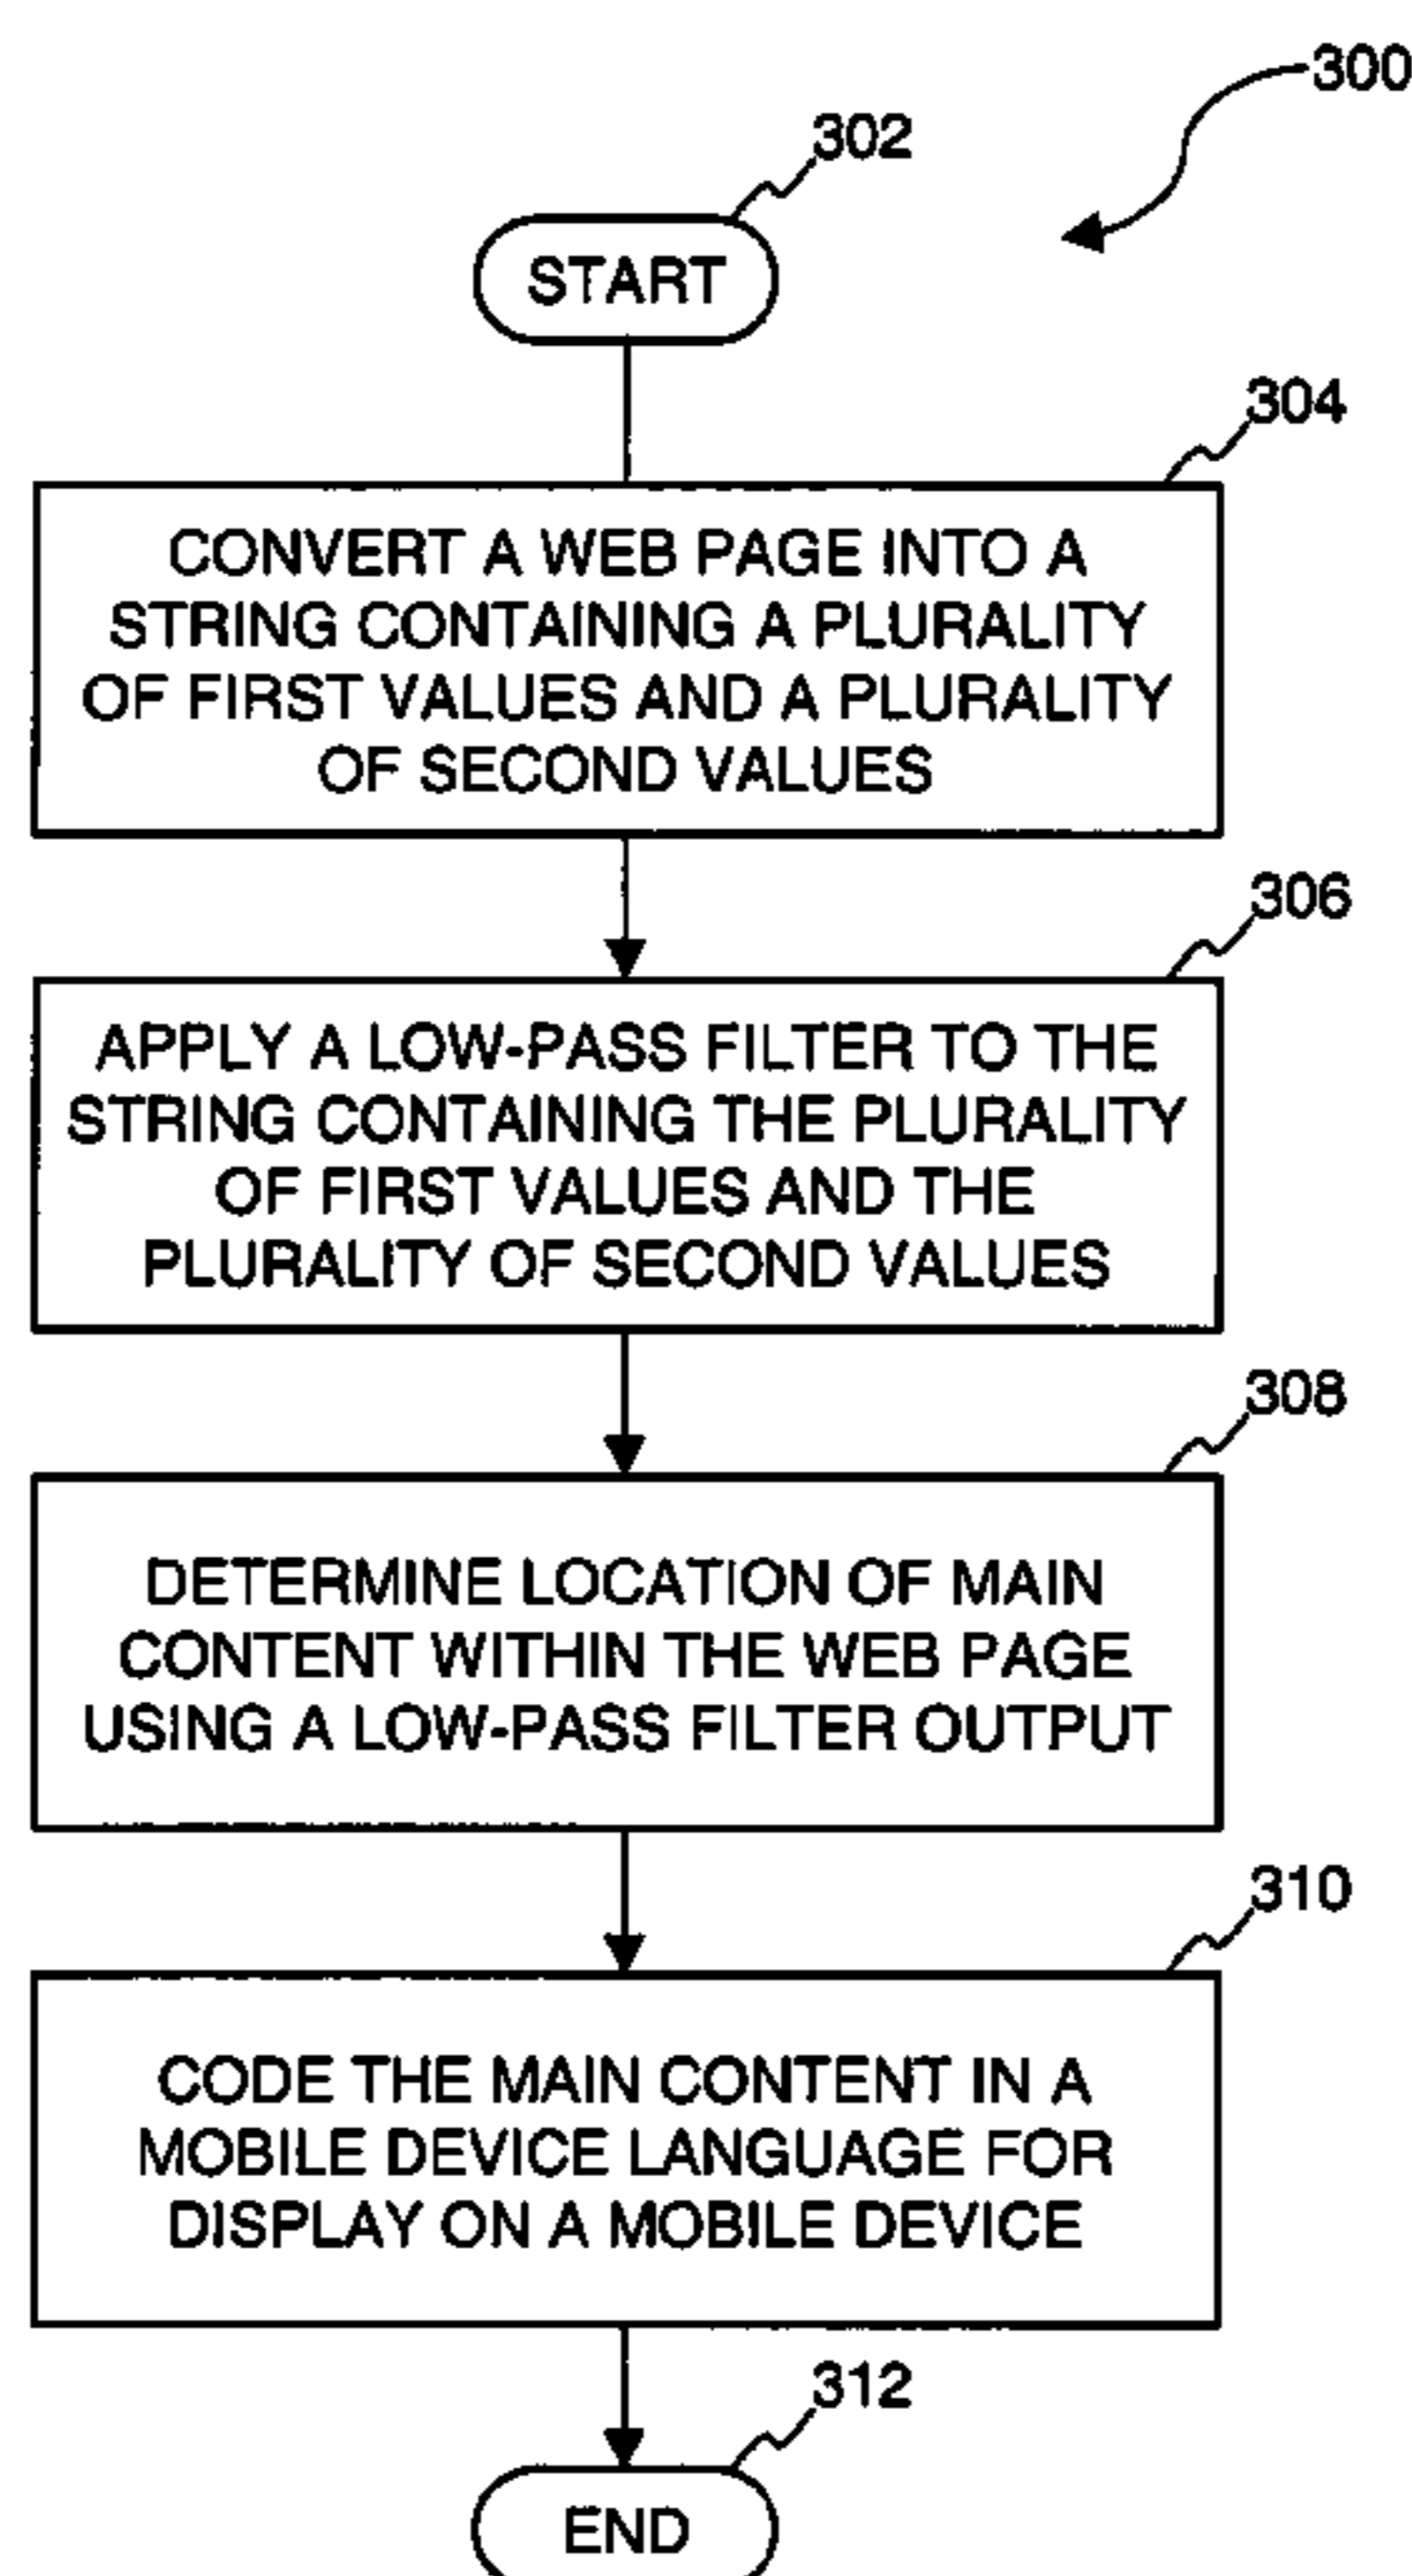 300
302
START
304
CONVERT A WEB PAGE INTO A
STRING CONTAINING A PLURALITY
OF FIRST VALUES AND A PLURALITY
OF SECOND VALUES
306
APPLY A LOW-PASS FILTER TO THE
STRING CONTAINING THE PLURALITY
OF FIRST VALUES AND THE
PLURALITY OF SECOND VALUES
308
DETERMINE LOCATION OF MAIN
CONTENT WITHIN THE WEB PAGE
USING A LOW-PASS FILTER OUTPUT
310
CODE THE MAIN CONTENT IN A
MOBILE DEVICE LANGUAGE FOR
DISPLAY ON A MOBILE DEVICE
312
END